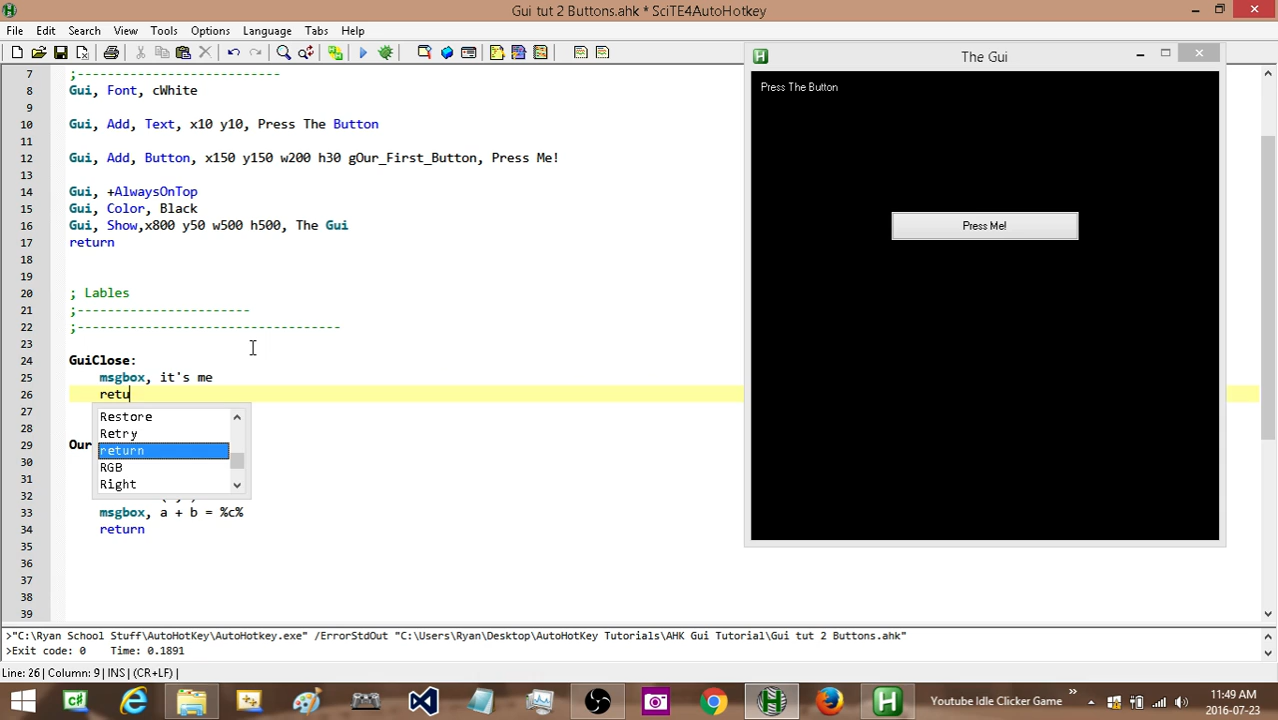 Gui tut 2 Buttons.ahk * SciTE4AutoHotkey
File Edit Search View Tools Options Language Tabs Help
7 ;---------------------------
8 Gui, Font, cWhite
9
10 Gui, Add, Text, x10 y10, Press The Button
11
12 Gui, Add, Button, x150 y150 w200 h30 gOur_First_Button, Press Me!
13
14 Gui, +AlwaysOnTop
15 Gui, Color, Black
16 Gui, Show,x800 y50 w500 h500, The Gui
17 return
18
19
20 ; Lables
21 ;-----------------------
22 ;-----------------------------------
23
24 GuiClose:
25 msgbox, it's me
26 retu
27
28
29 Our
30
31
32
33 msgbox, a + b = %c%
34 return
35
36
37
38
39
Restore
Retry
return
RGB
Right
The Gui
Press The Button
Press Me!
>"C:\Ryan School Stuff\AutoHotKey\AutoHotkey.exe" /ErrorStdOut "C:\Users\Ryan\Desktop\AutoHotKey Tutorials\AHK Gui Tutorial\Gui tut 2 Buttons.ahk"
>Exit code: 0 Time: 0.1891
Line: 26 | Column: 9 | INS | (CR+LF) |
Youtube Idle Clicker Game
11:49 AM
2016-07-23